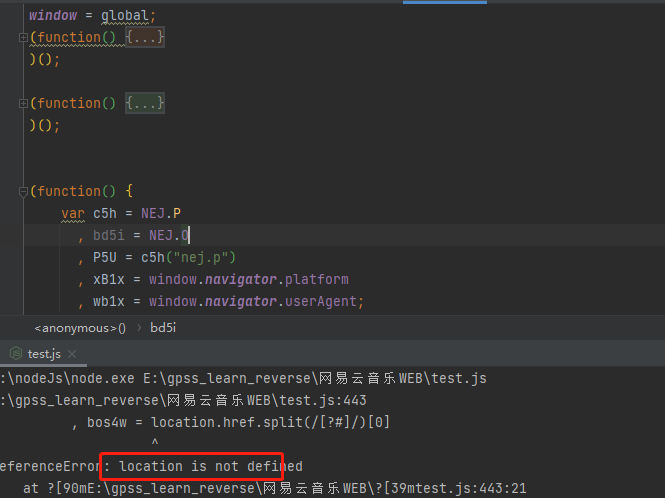 window = global;
(function() {...}
)();
(function() {...}
)();
(function() {
var c5h = NEJ.P
, bd5i = NEJ.O
, P5U = c5h("nej.p")
, xB1x = window.navigator.platform
, wb1x = window.navigator.userAgent;
<anonymous>() › bd5i
test.js ×
:\nodeJs\node.exe E:\gpss_learn_reverse\网易云音乐WEB\test.js
:\gpss_learn_reverse\网易云音乐WEB\test.js:443
, bos4w = location.href.split(/[?#]/)[0]
^
eferenceError: location is not defined
at ?[90mE:\gpss_learn_reverse\网易云音乐WEB\?[39mtest.js:443:21